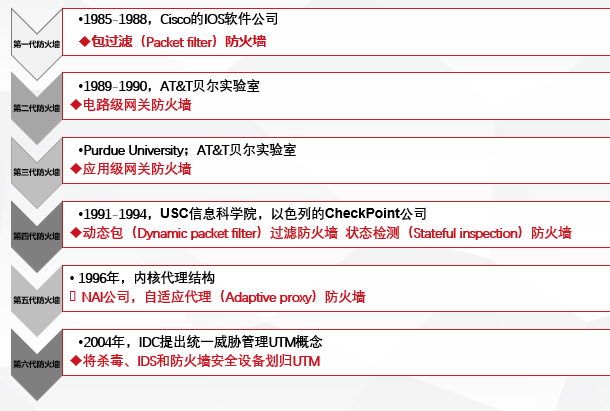 第一代防火墙
•1985-1988，Cisco的IOS软件公司
◆包过滤（Packet filter）防火墙
第二代防火墙
•1989-1990，AT&T贝尔实验室
◆电路级网关防火墙
第三代防火墙
•Purdue University；AT&T贝尔实验室
◆应用级网关防火墙
第四代防火墙
•1991-1994，USC信息科学院，以色列的CheckPoint公司
◆动态包（Dynamic packet filter）过滤防火墙 状态检测（Stateful inspection）防火墙
第五代防火墙
• 1996年，内核代理结构
▯ NAI公司，自适应代理（Adaptive proxy）防火墙
第六代防火墙
•2004年，IDC提出统一威胁管理UTM概念
◆将杀毒、IDS和防火墙安全设备划归UTM